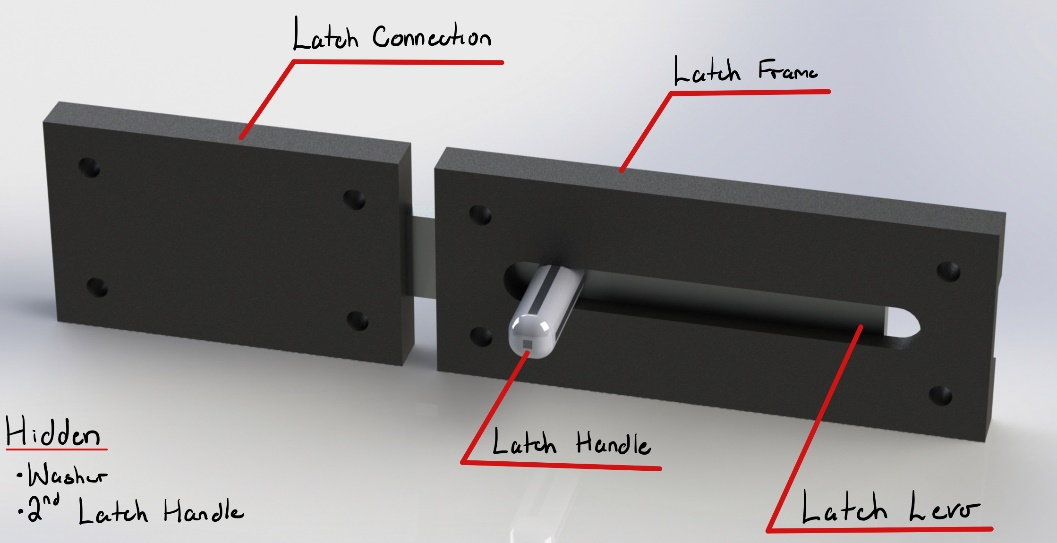 Latch Connection
Latch Frame
Latch Handle
Latch Lever
Hidden
• Washer
• 2nd Latch Handle